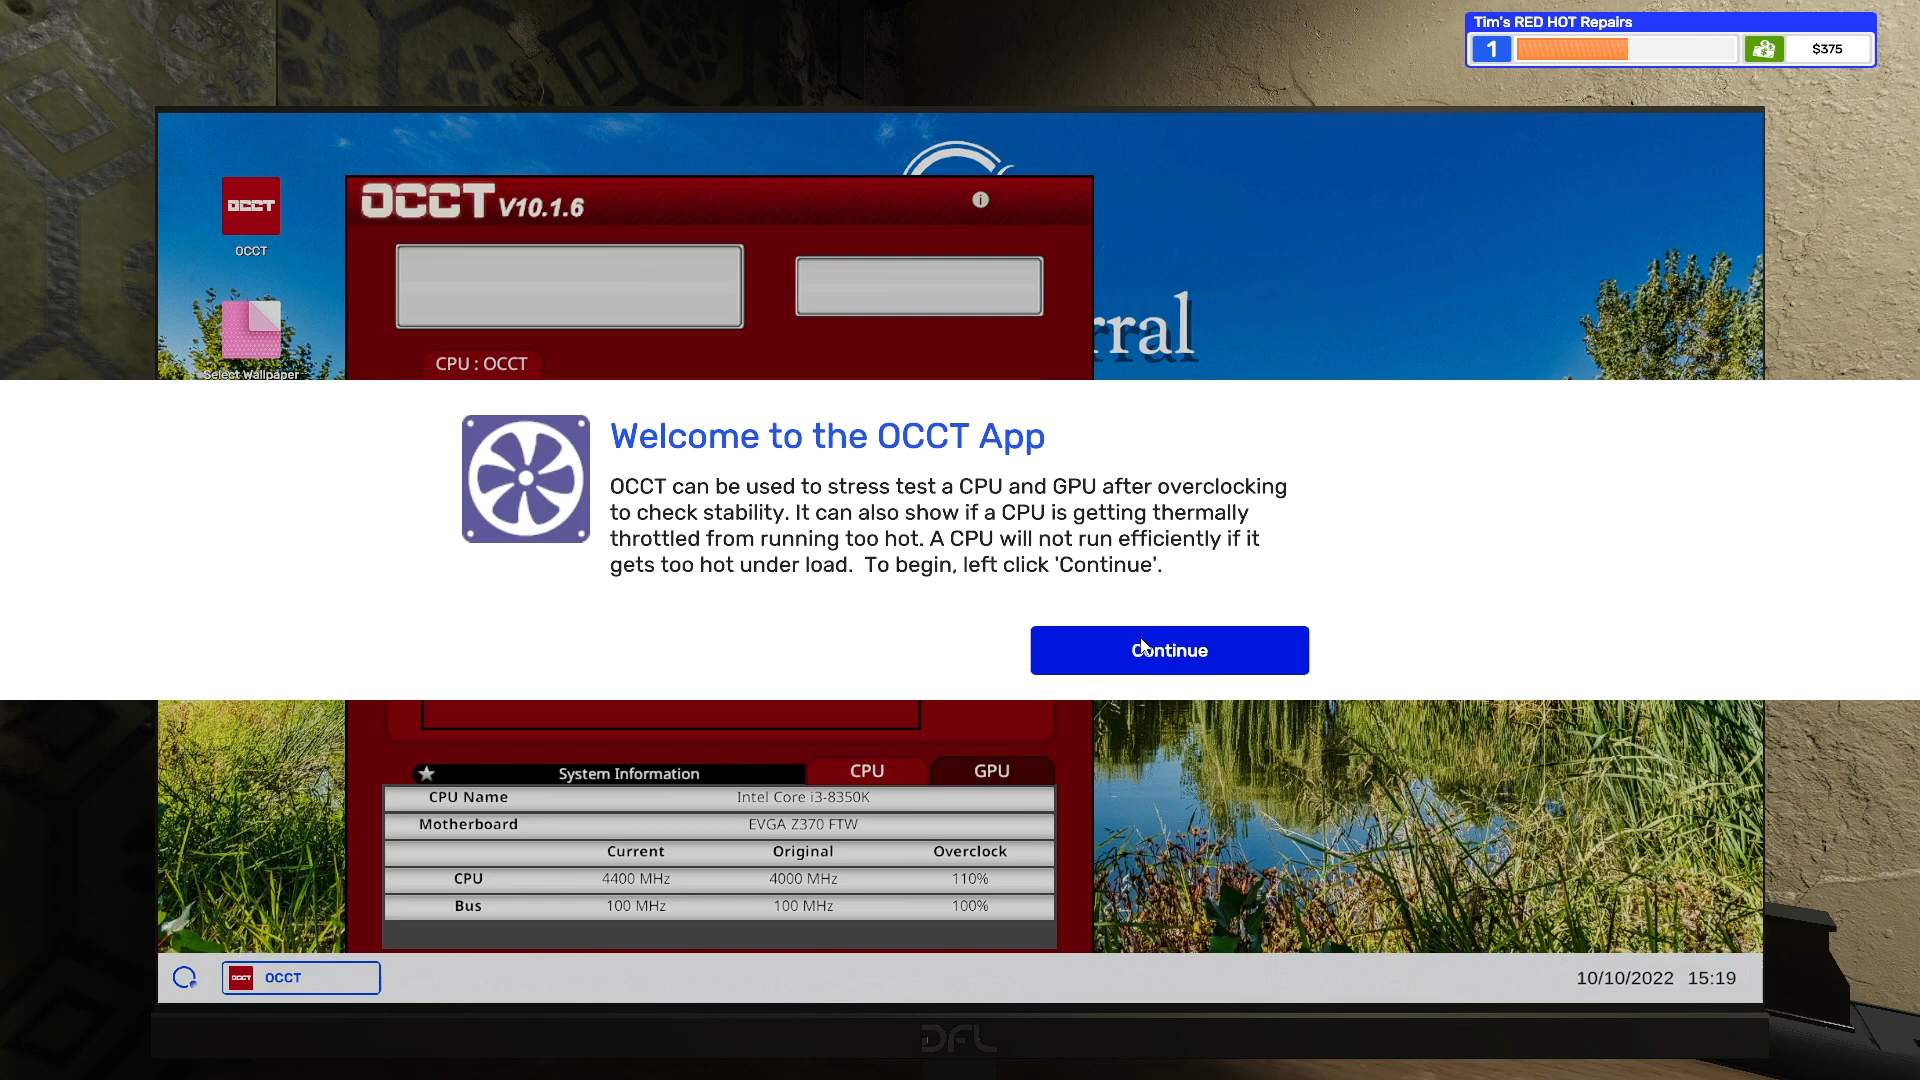 Tim's RED HOT Repairs
1
$375
OCCT V10.1.6
OCCT
OCCT
rral
Select Wallpaper
CPU : OCCT
Welcome to the OCCT App
OCCT can be used to stress test a CPU and GPU after overclocking
to check stability. It can also show if a CPU is getting thermally
throttled from running too hot. A CPU will not run efficiently if it
gets too hot under load.  To begin, left click 'Continue'.
Continue
System Information CPU GPU
CPU Name Intel Core i3-8350K
Motherboard EVGA Z370 FTW
Current Original Overclock
CPU 4400 MHz 4000 MHz 110%
Bus 100 MHz 100 MHz 100%
OCCT OCCT
10/10/2022 15:19
DFL